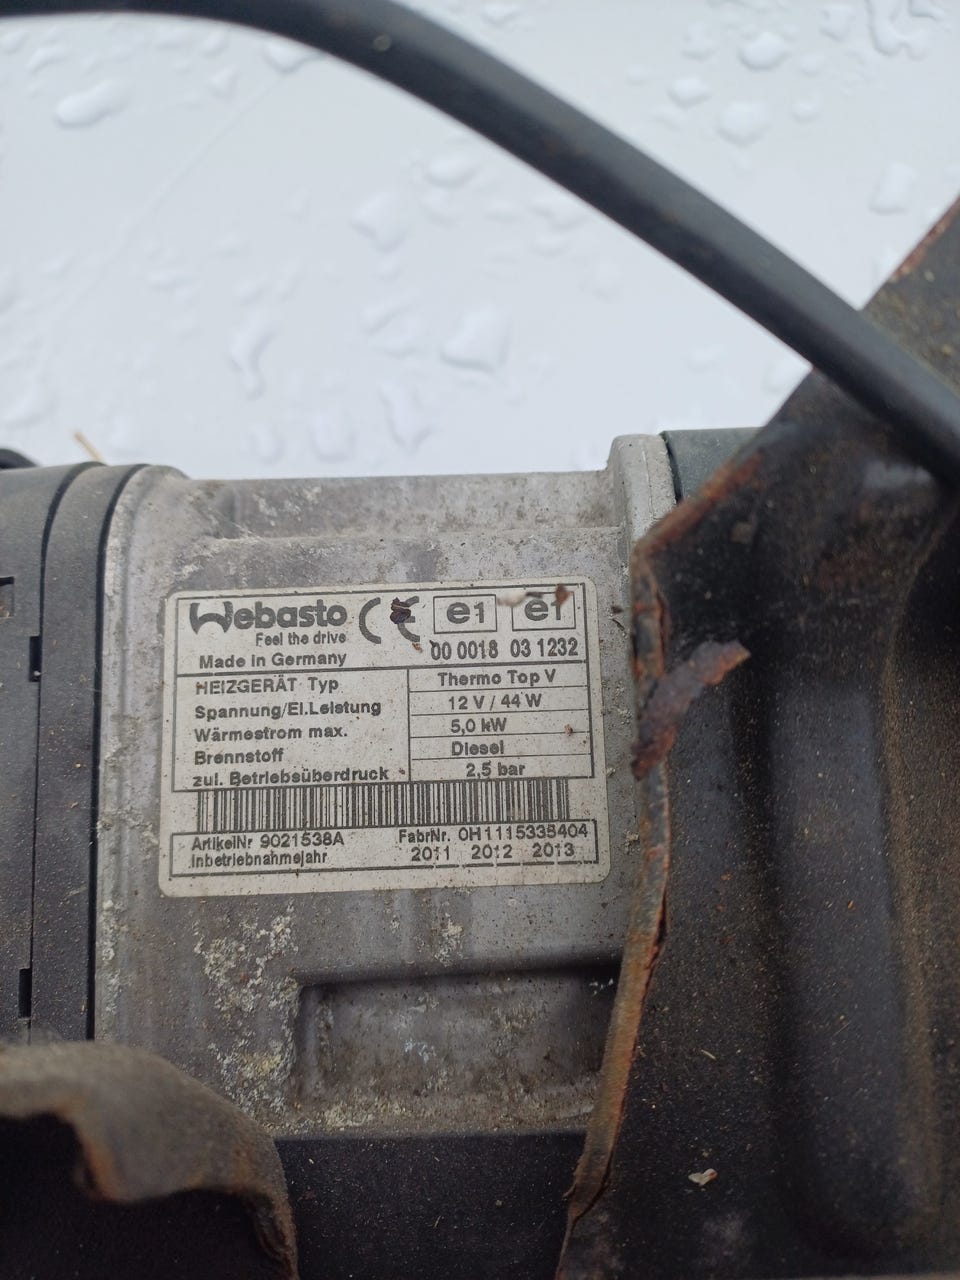 Webasto CE e1 e1
Feel the drive
Made in Germany 00 0018 03 1232
HEIZGERÄT Typ Thermo Top V
Spannung/El.Leistung 12 V / 44 W
Wärmestrom max. 5,0 kW
Brennstoff Diesel
zul. Betriebsüberdruck 2,5 bar
ArtikelNr 9021538A FabrNr. OH1115335404
Inbetriebnahmejahr 2011 2012 2013